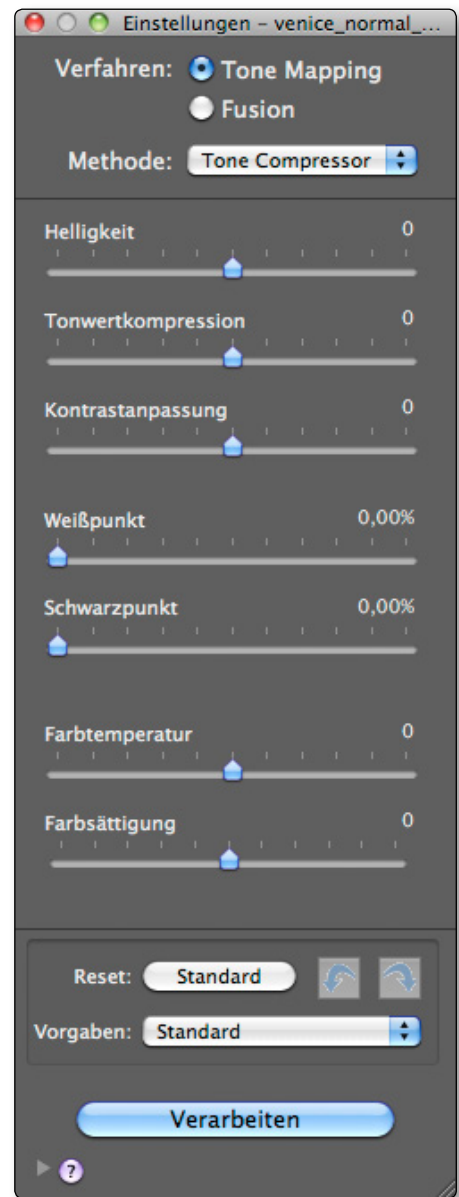 Einstellungen – venice_normal_...
Verfahren: Tone Mapping
Fusion
Methode: Tone Compressor
Helligkeit 0
Tonwertkompression 0
Kontrastanpassung 0
Weißpunkt 0,00%
Schwarzpunkt 0,00%
Farbtemperatur 0
Farbsättigung 0
Reset: Standard
Vorgaben: Standard
Verarbeiten
?